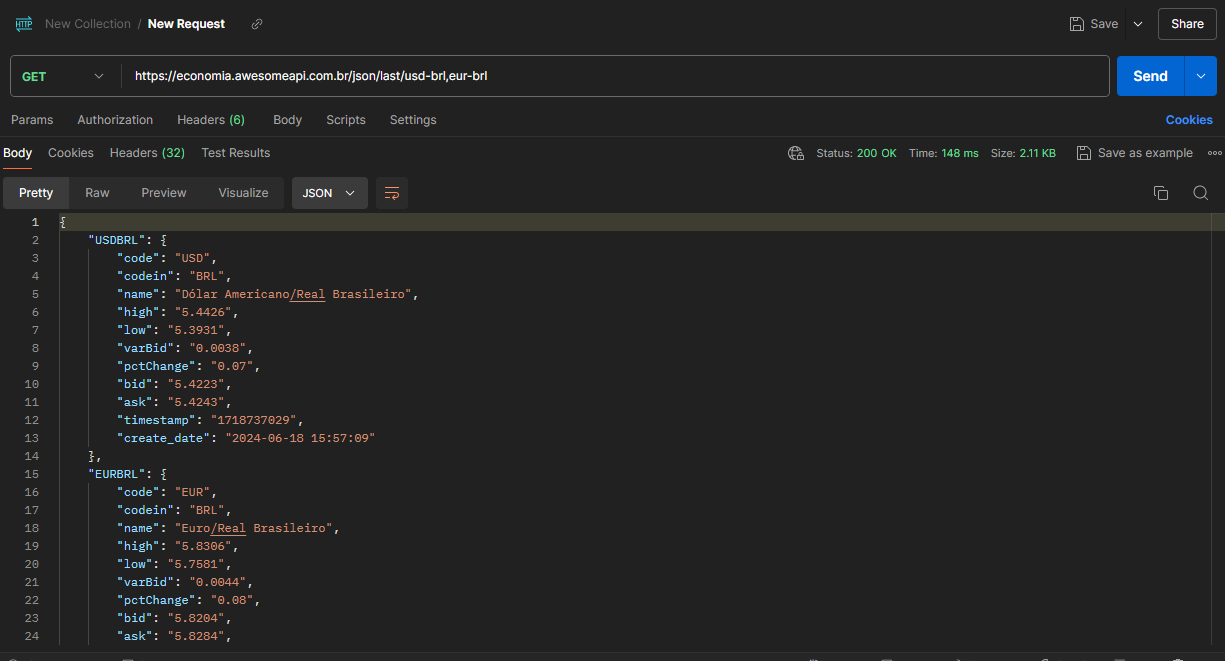 HTTP New Collection / New Request Save Share
GET https://economia.awesomeapi.com.br/json/last/usd-brl,eur-brl Send
Params Authorization Headers (6) Body Scripts Settings Cookies
Body Cookies Headers (32) Test Results Status: 200 OK Time: 148 ms Size: 2.11 KB Save as example
Pretty Raw Preview Visualize JSON
1 {
2 "USDBRL": {
3 "code": "USD",
4 "codein": "BRL",
5 "name": "Dólar Americano/Real Brasileiro",
6 "high": "5.4426",
7 "low": "5.3931",
8 "varBid": "0.0038",
9 "pctChange": "0.07",
10 "bid": "5.4223",
11 "ask": "5.4243",
12 "timestamp": "1718737029",
13 "create_date": "2024-06-18 15:57:09"
14 },
15 "EURBRL": {
16 "code": "EUR",
17 "codein": "BRL",
18 "name": "Euro/Real Brasileiro",
19 "high": "5.8306",
20 "low": "5.7581",
21 "varBid": "0.0044",
22 "pctChange": "0.08",
23 "bid": "5.8204",
24 "ask": "5.8284",